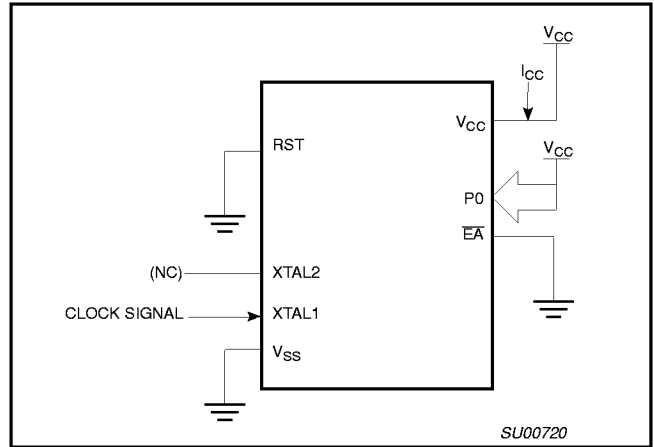 VCC
ICC
VCC
RST
VCC
P0
EA
(NC)
XTAL2
CLOCK SIGNAL
XTAL1
VSS
SU00720